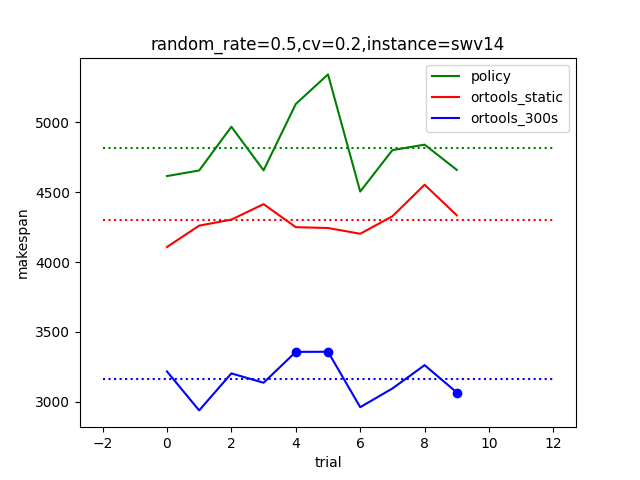 random_rate=0.5,cv=0.2,instance=swv14
policy
ortools_static
ortools_300s
makespan
5000
4500
4000
3500
3000
−2
0
2
4
6
8
10
12
trial